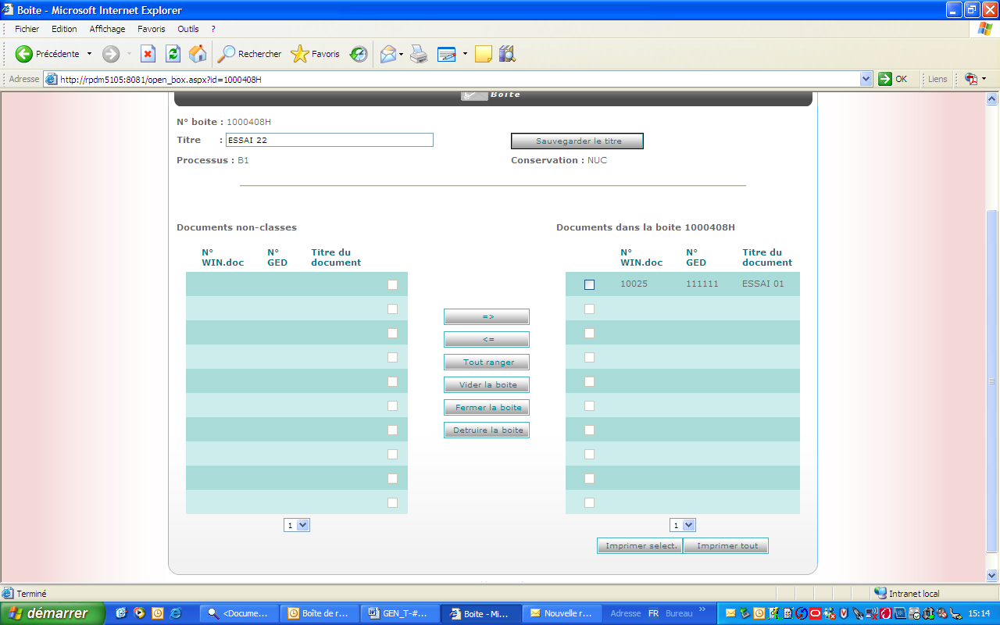 Boite - Microsoft Internet Explorer
Fichier Edition Affichage Favoris Outils ?
Précédente Rechercher Favoris
Adresse http://rpdm5105:8081/open_box.aspx?id=1000408H OK Liens
Boite
N° boite : 1000408H
Titre : ESSAI 22 Sauvegarder le titre
Processus : B1 Conservation : NUC
Documents non-classes Documents dans la boite 1000408H
N° WIN.doc N° GED Titre du document
N° WIN.doc N° GED Titre du document
10025 111111 ESSAI 01
=>
<=
Tout ranger
Vider la boite
Fermer la boite
Detruire la boite
1 1
Imprimer select. Imprimer tout
Terminé Intranet local
démarrer <Docume... Boîte de r... GEN_T-#... Boite - Mi... Nouvelle r... Adresse FR Bureau » 15:14